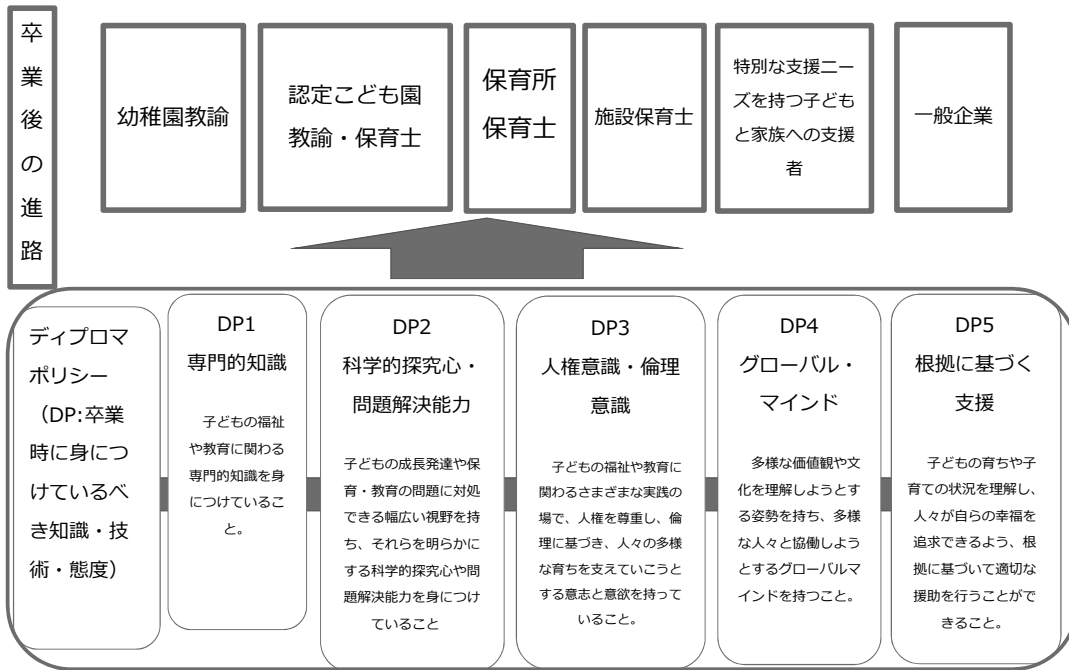 卒業後の進路
幼稚園教諭
認定こども園
教諭・保育士
保育所
保育士
施設保育士
特別な支援ニー
ズを持つ子ども
と家族への支援
者
一般企業
ディプロマ
ポリシー
（DP:卒業
時に身につ
けているべ
き知識・技
術・態度）
DP1
専門的知識
子どもの福祉
や教育に関わる
専門的知識を身
につけているこ
と。
DP2
科学的探究心・
問題解決能力
子どもの成長発達や保
育・教育の問題に対処
できる幅広い視野を持
ち、それらを明らかに
する科学的探究心や問
題解決能力を身につけ
ていること
DP3
人権意識・倫理
意識
子どもの福祉や教育に
関わるさまざまな実践の
場で、人権を尊重し、倫
理に基づき、人々の多様
な育ちを支えていこうと
する意志と意欲を持って
いること。
DP4
グローバル・
マインド
多様な価値観や文
化を理解しようとす
る姿勢を持ち、多様
な人々と協働しよう
とするグローバルマ
インドを持つこと。
DP5
根拠に基づく
支援
子どもの育ちや子
育ての状況を理解し、
人々が自らの幸福を
追求できるよう、根
拠に基づいて適切な
援助を行うことがで
きること。